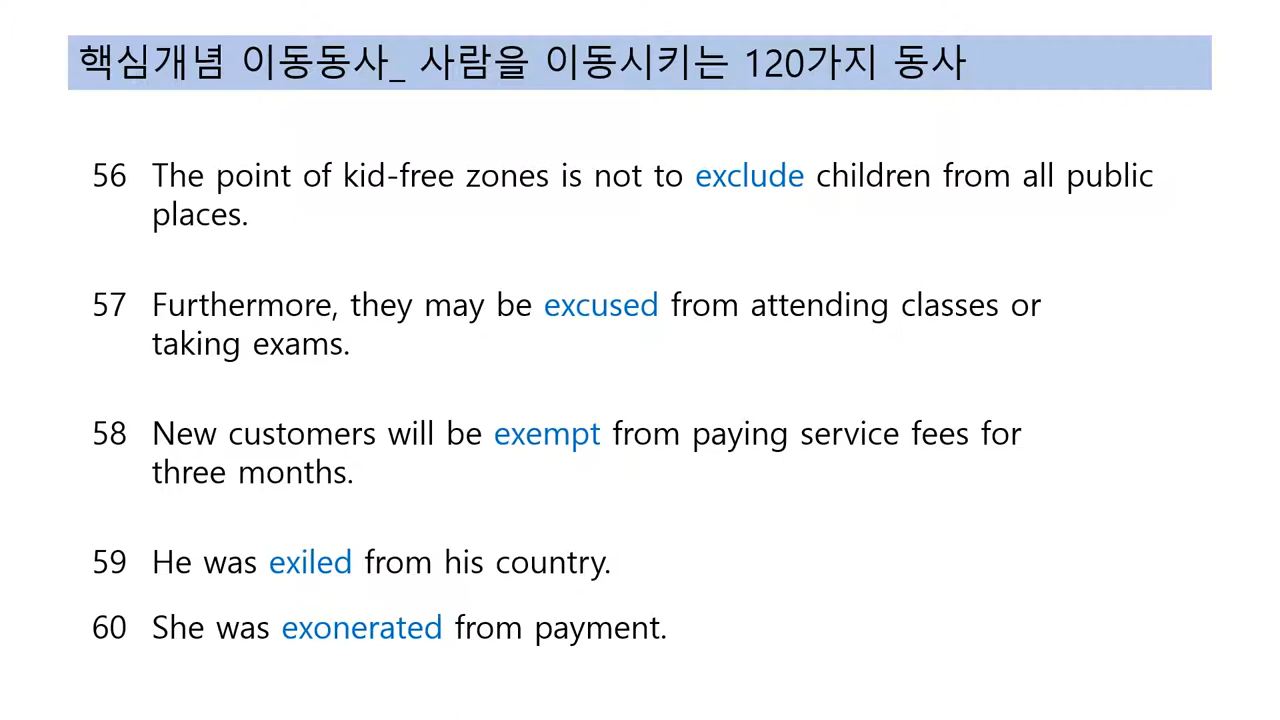 핵심개념 이동동사_ 사람을 이동시키는 120가지 동사
56 The point of kid-free zones is not to exclude children from all public
places.
57 Furthermore, they may be excused from attending classes or
taking exams.
58 New customers will be exempt from paying service fees for
three months.
59 He was exiled from his country.
60 She was exonerated from payment.